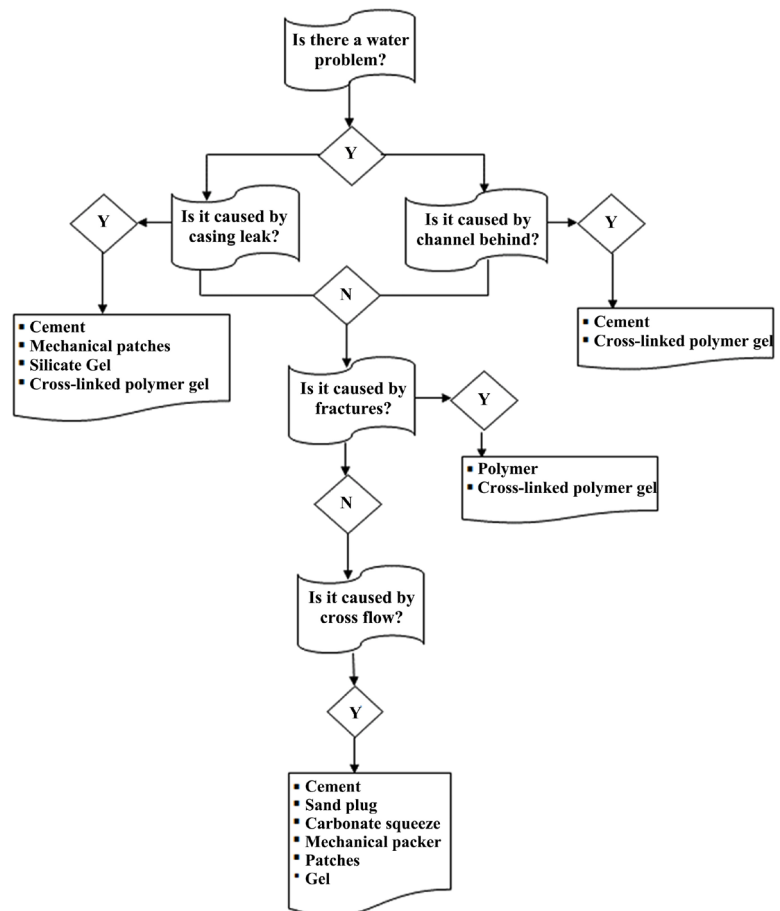 Is there a water
problem?
Y
Y
Is it caused by
casing leak?
Is it caused by
channel behind?
Y
N
Cement
Mechanical patches
Silicate Gel
Cross-linked polymer gel
Cement
Cross-linked polymer gel
Is it caused by
fractures?
Y
Polymer
Cross-linked polymer gel
N
Is it caused by
cross flow?
Y
Cement
Sand plug
Carbonate squeeze
Mechanical packer
Patches
Gel